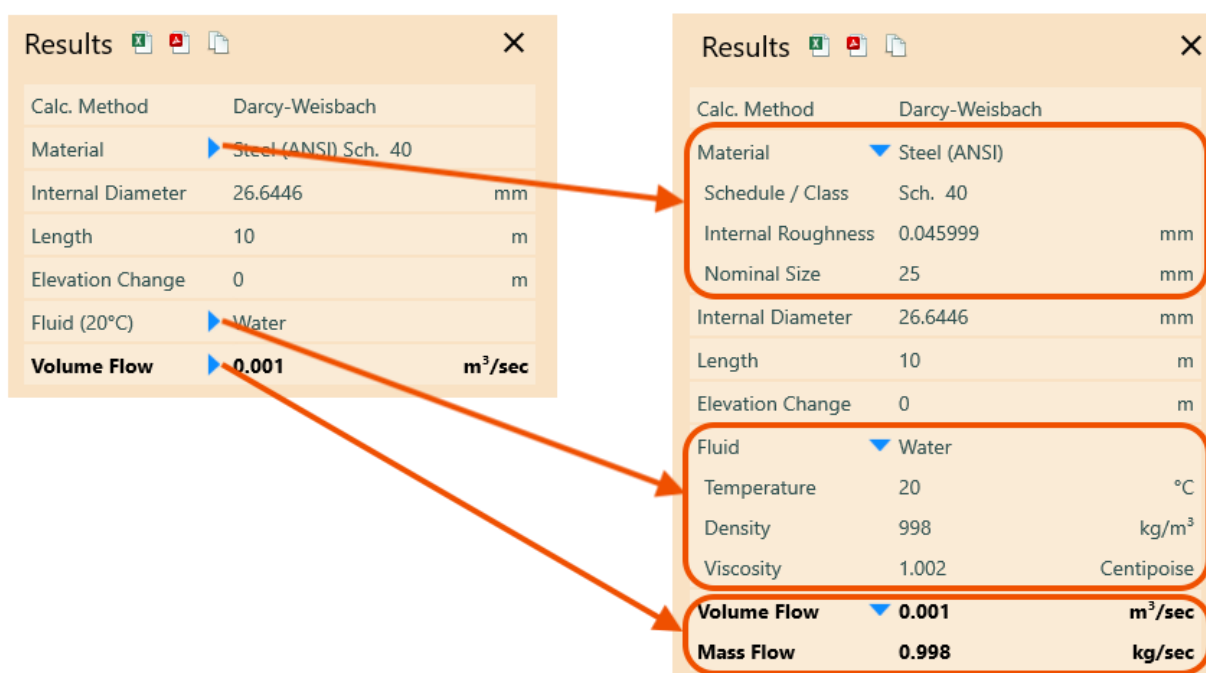 Results
Calc. Method Darcy-Weisbach
Material Steel (ANSI) Sch. 40
Internal Diameter 26.6446 mm
Length 10 m
Elevation Change 0 m
Fluid (20°C) Water
Volume Flow 0.001 m³/sec
Results
Calc. Method Darcy-Weisbach
Material Steel (ANSI)
Schedule / Class Sch. 40
Internal Roughness 0.045999 mm
Nominal Size 25 mm
Internal Diameter 26.6446 mm
Length 10 m
Elevation Change 0 m
Fluid Water
Temperature 20 °C
Density 998 kg/m³
Viscosity 1.002 Centipoise
Volume Flow 0.001 m³/sec
Mass Flow 0.998 kg/sec